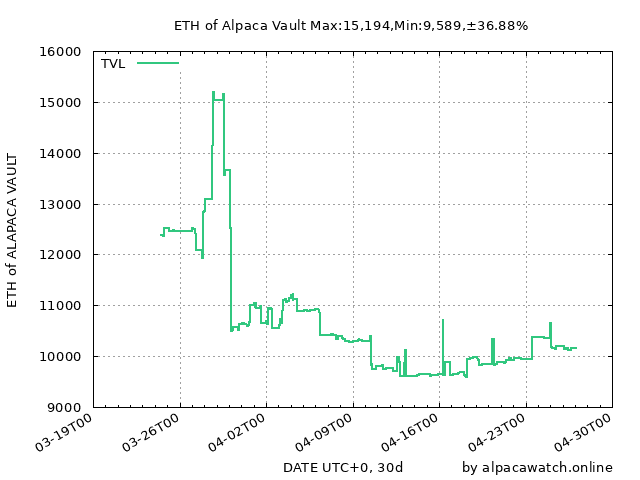 ETH of Alpaca Vault Max:15,194,Min:9,589,±36.88%
16000
TVL
15000
14000
13000
12000
11000
10000
9000
ETH of ALAPACA VAULT
03-19T00
03-26T00
04-02T00
04-09T00
04-16T00
04-23T00
04-30T00
DATE UTC+0, 30d
by alpacawatch.online